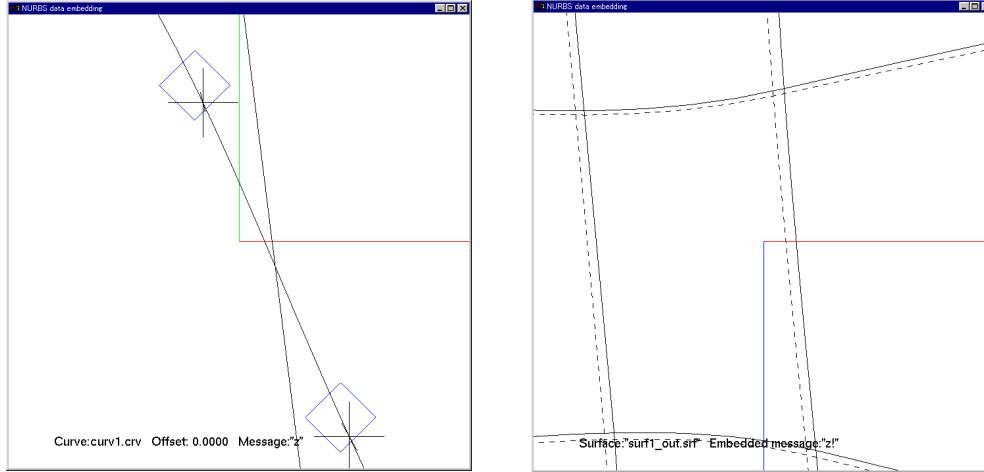 NURBS data embedding
Curve:curv1.crv Offset: 0.0000 Message:"z"
NURBS data embedding
Surface:"surf1_out.srf" Embedded message:"z!"